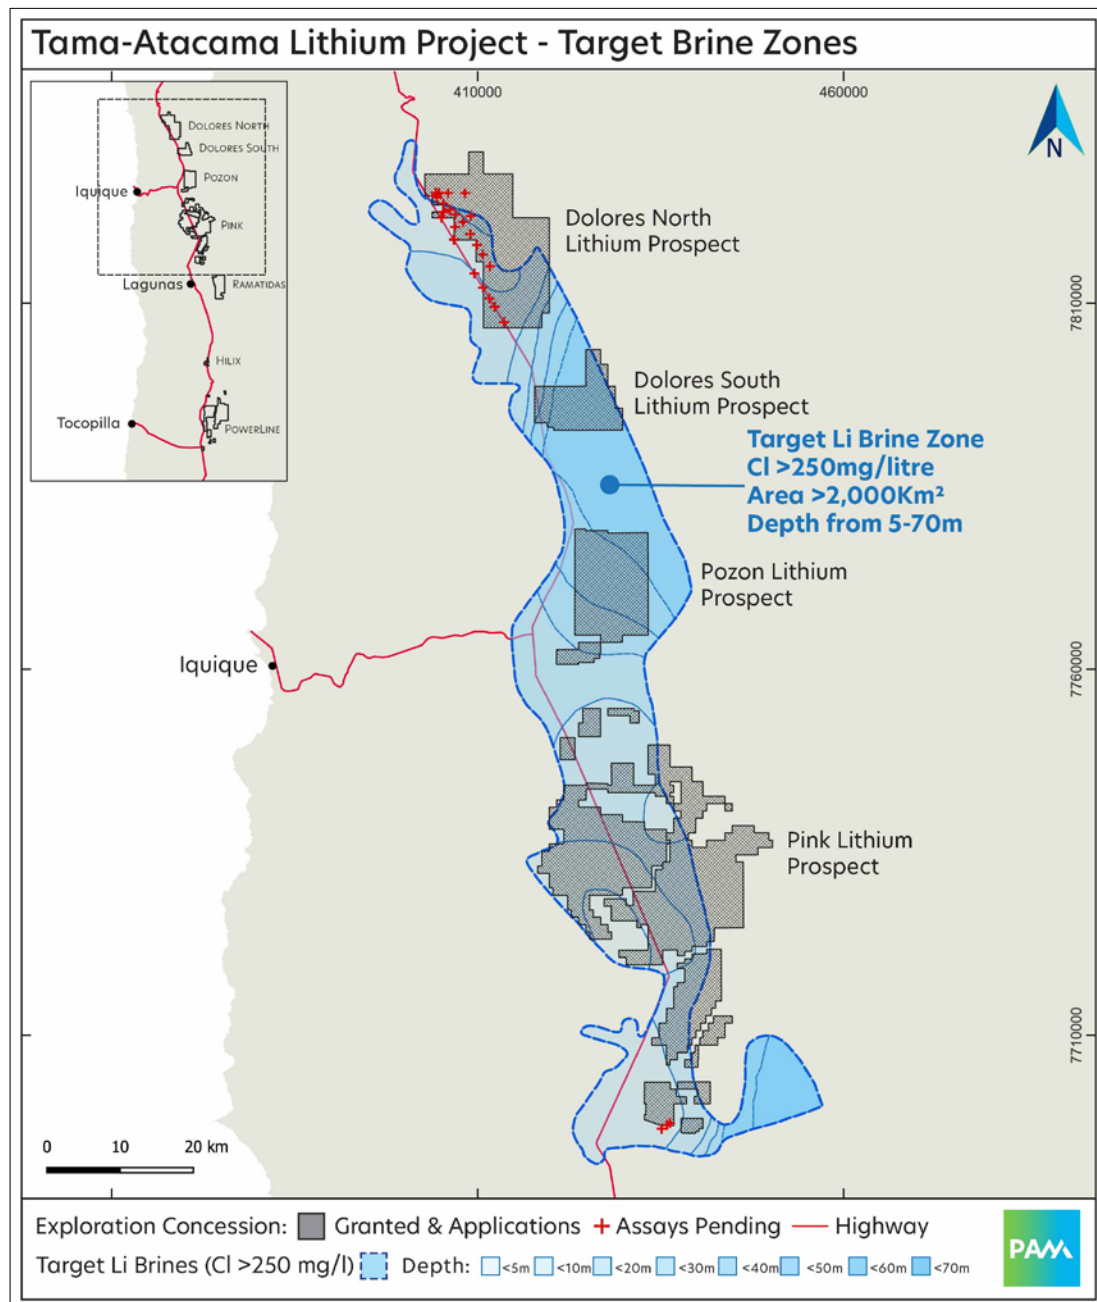 Tama-Atacama Lithium Project - Target Brine Zones
410000
460000
DOLORES NORTH
DOLORES SOUTH
POZON
Iquique
PINK
Lagunas
RAMATIDAS
HILIX
Tocopilla
POWERLINE
N
Dolores North
Lithium Prospect
7810000
Dolores South
Lithium Prospect
Target Li Brine Zone
Cl >250mg/litre
Area >2,000Km²
Depth from 5-70m
Pozon Lithium
Prospect
Iquique
7760000
Pink Lithium
Prospect
7710000
0 10 20 km
Exploration Concession: Granted & Applications Assays Pending Highway
Target Li Brines (Cl >250 mg/l) Depth: <5m <10m <20m <30m <40m <50m <60m <70m
PAM